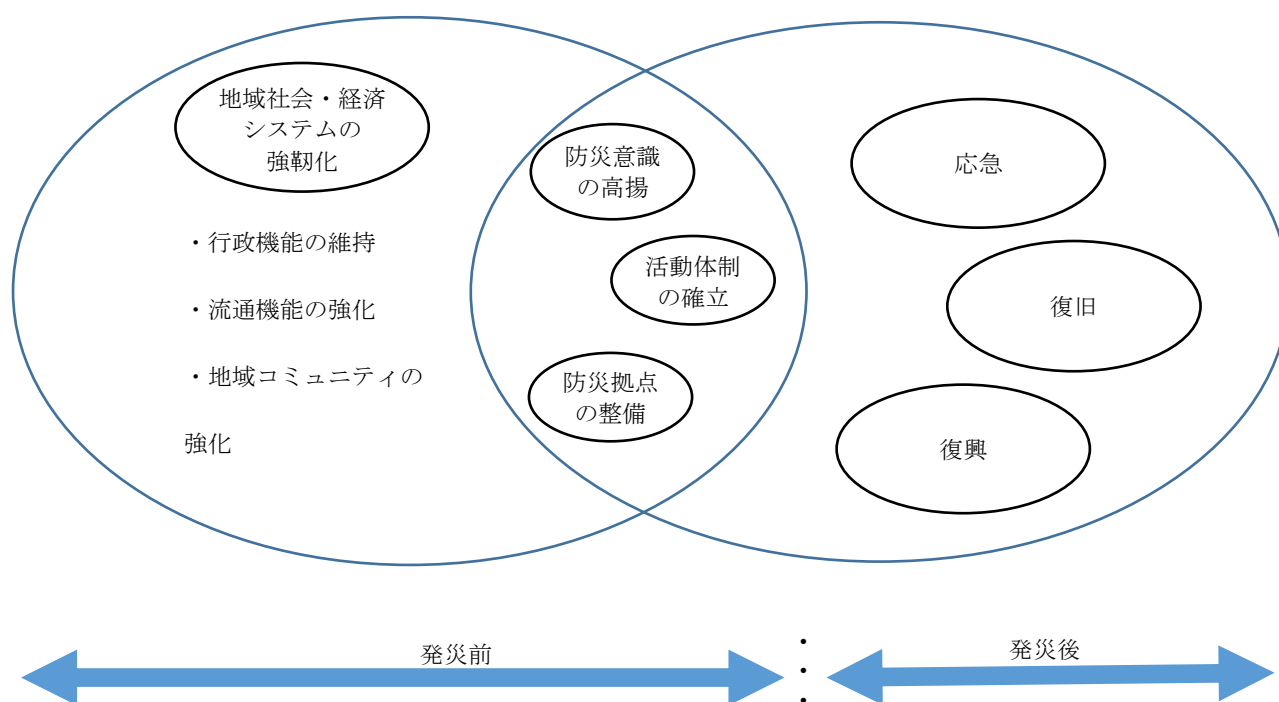 地域社会・経済
システムの
強靭化
・行政機能の維持
・流通機能の強化
・地域コミュニティの
強化
防災意識
の高揚
活動体制
の確立
防災拠点
の整備
応急
復旧
復興
発災前
発災後